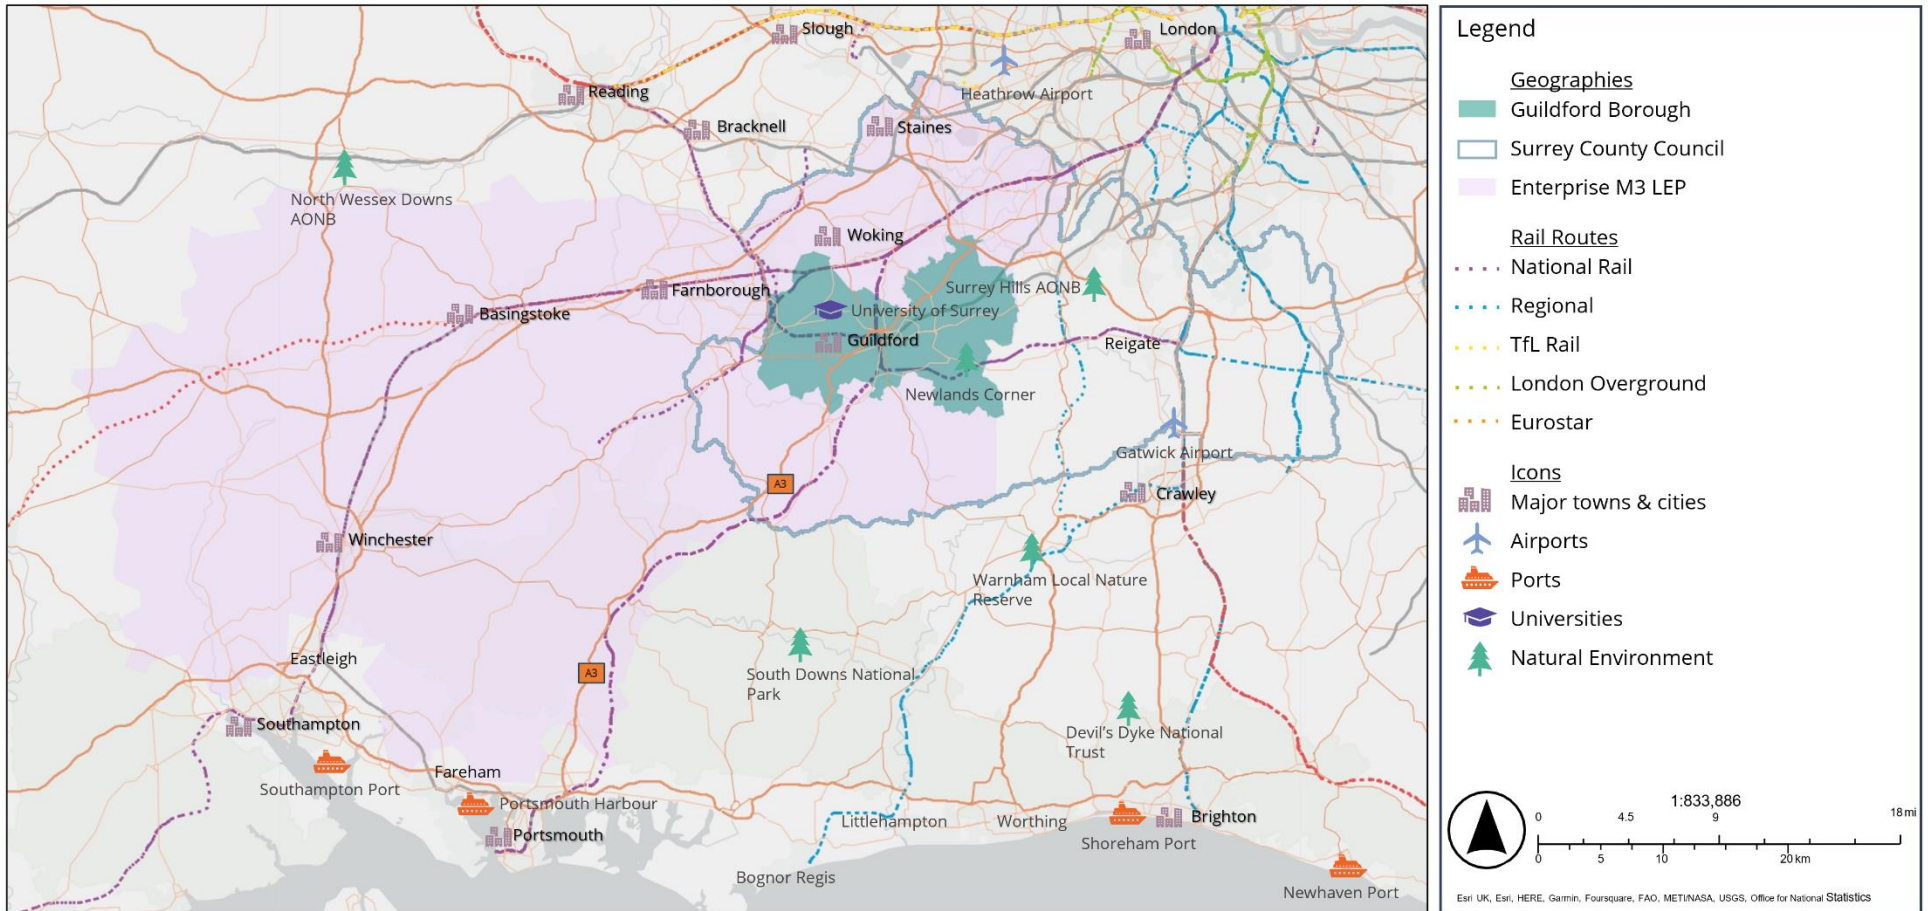 Slough
London
Reading
Heathrow Airport
Bracknell
Staines
North Wessex Downs
AONB
Woking
Surrey Hills AONB
Farnborough
University of Surrey
Basingstoke
Guildford
Reigate
Newlands Corner
Gatwick Airport
A3
Crawley
Winchester
Warnham Local Nature
Reserve
Eastleigh
A3
South Downs National
Park
Southampton
Devil's Dyke National
Trust
Fareham
Southampton Port
Portsmouth Harbour
Littlehampton
Worthing
Brighton
Portsmouth
Shoreham Port
Bognor Regis
Newhaven Port
Legend
Geographies
Guildford Borough
Surrey County Council
Enterprise M3 LEP
Rail Routes
National Rail
Regional
TfL Rail
London Overground
Eurostar
Icons
Major towns & cities
Airports
Ports
Universities
Natural Environment
1:833,886
0 4.5 9 18 mi
0 5 10 20 km
Esri UK, Esri, HERE, Garmin, Foursquare, FAO, METI/NASA, USGS, Office for National Statistics